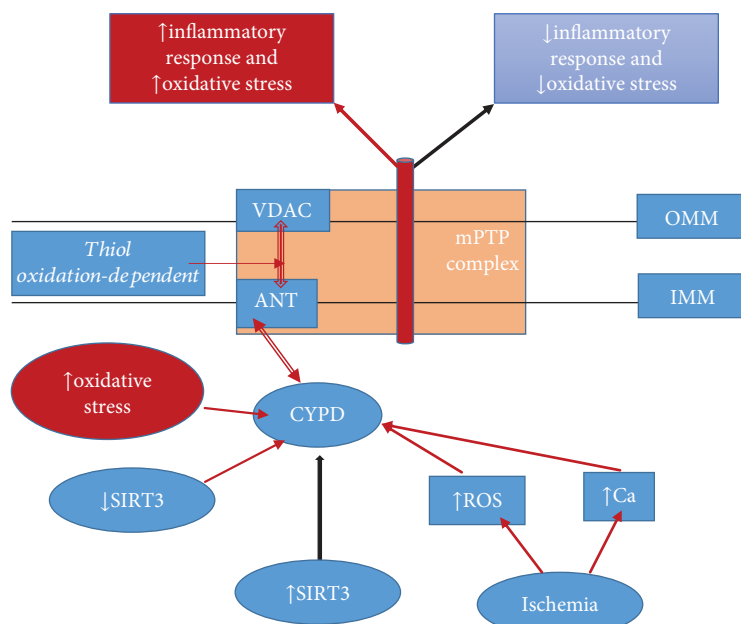 ↑inflammatory
response and
↑oxidative stress
↓inflammatory
response and
↓oxidative stress
VDAC
OMM
Thiol
oxidation-dependent
mPTP
complex
ANT
IMM
↑oxidative
stress
CYPD
↓SIRT3
↑ROS
↑Ca
↑SIRT3
Ischemia